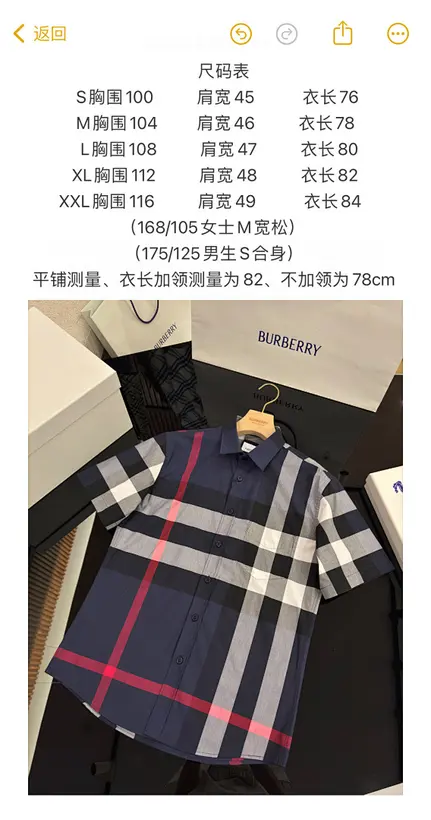 返回
尺码表
S胸围100 肩宽45 衣长76
M胸围104 肩宽46 衣长78
L胸围108 肩宽47 衣长80
XL胸围112 肩宽48 衣长82
XXL胸围116 肩宽49 衣长84
（168/105女士M宽松）
（175/125男生S合身）
平铺测量、衣长加领测量为82、不加领为78cm
BURBERRY
BURBERRY